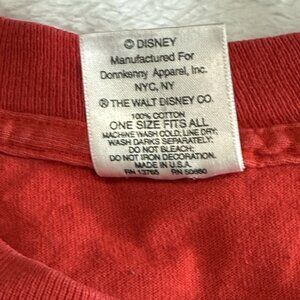 © DISNEY
Manufactured For
Donnkenny Apparel, Inc.
NYC, NY
® THE WALT DISNEY CO.
100% COTTON
ONE SIZE FITS ALL
MACHINE WASH COLD; LINE DRY;
WASH DARKS SEPARATELY;
DO NOT BLEACH;
DO NOT IRON DECORATION.
MADE IN U.S.A.
RN 13765 RN 50660